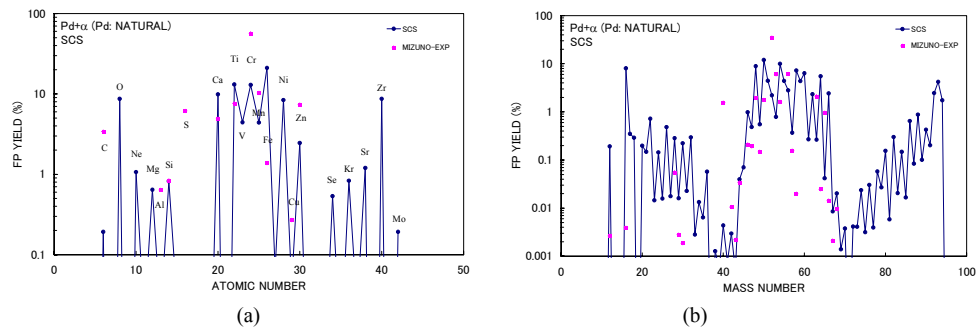 Pd+α (Pd: NATURAL)
SCS
SCS
MIZUNO-EXP
FP YIELD (%)
100
10
1
0.1
O
C
Ne
Mg
Al
Si
S
Ca
Ti
V
Cr
Mn
Fe
Ni
Cu
Zn
Se
Kr
Sr
Zr
Mo
0 10 20 30 40 50
ATOMIC NUMBER
(a)
Pd+α (Pd: NATURAL)
SCS
SCS
MIZUNO-EXP
FP YIELD (%)
100
10
1
0.1
0.01
0.001
0 20 40 60 80 100
MASS NUMBER
(b)